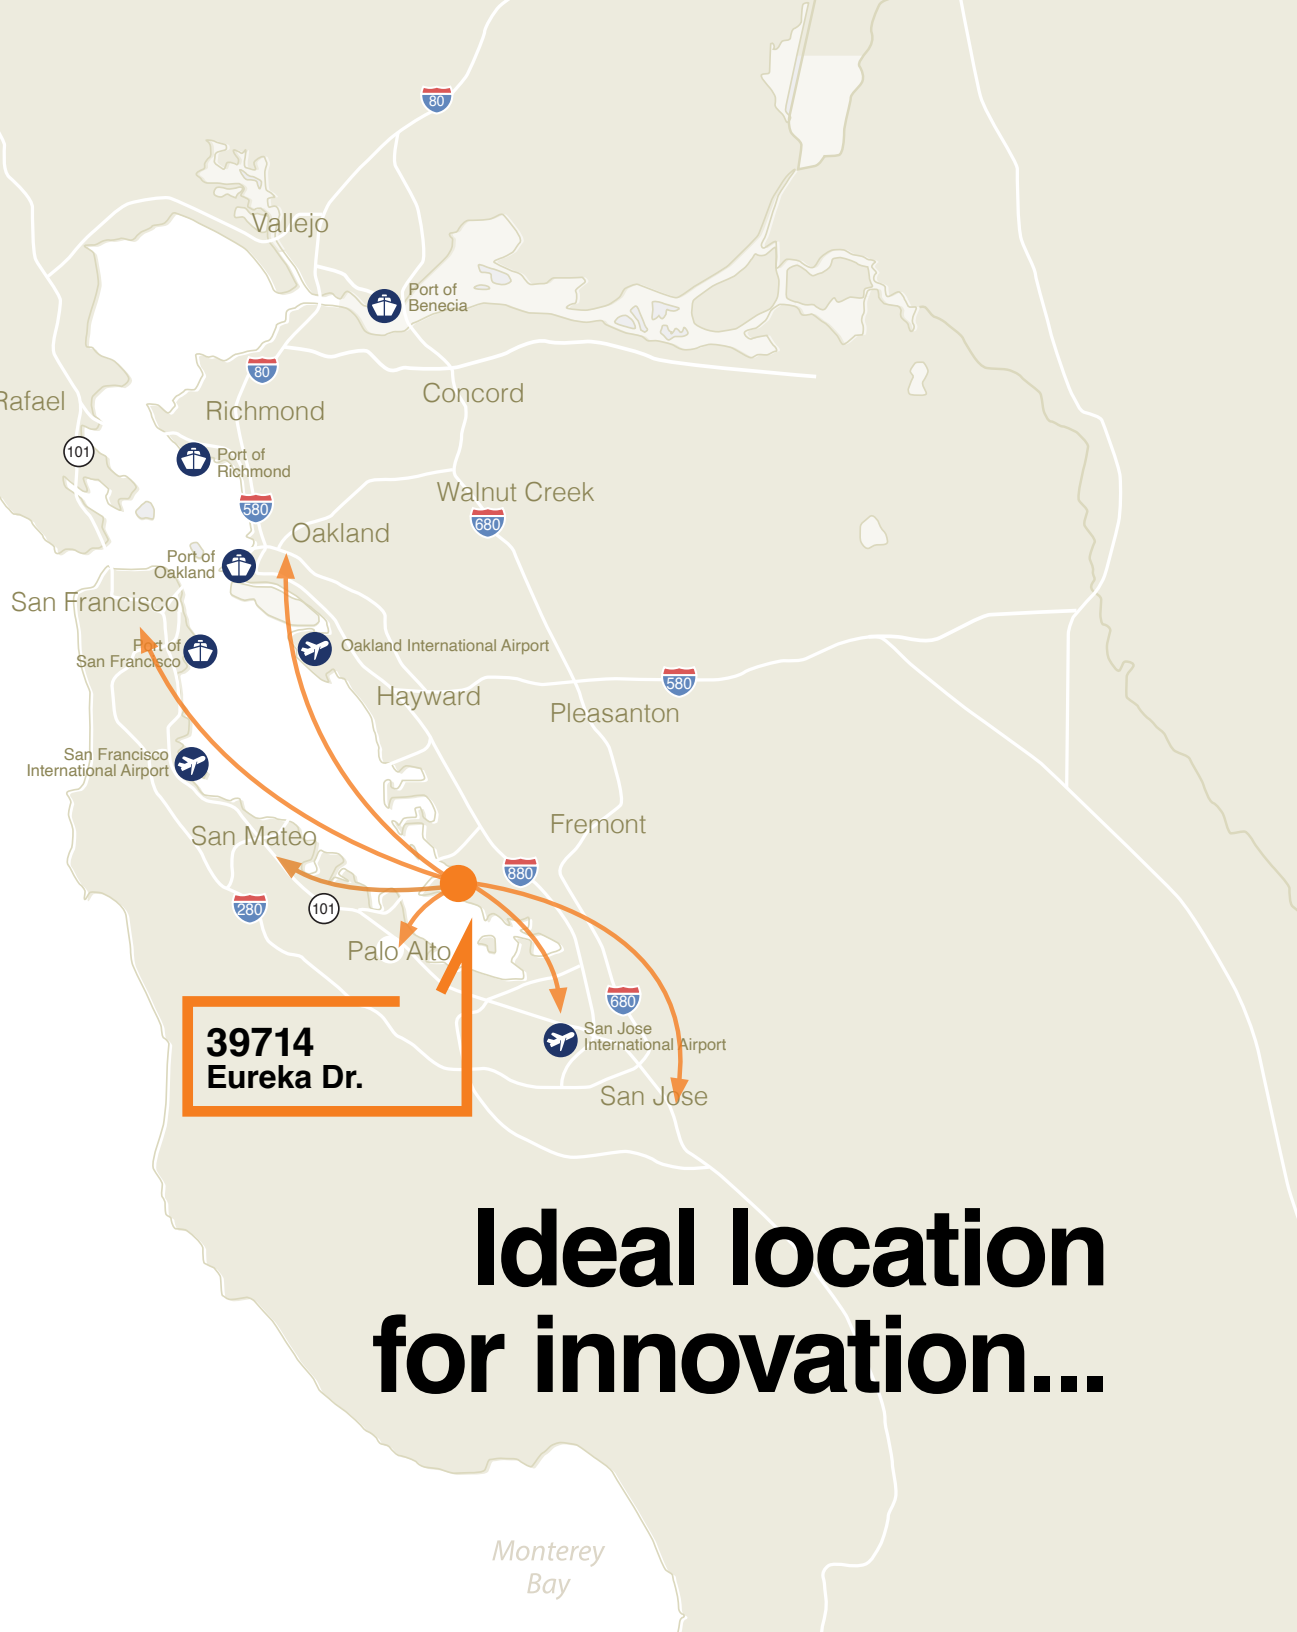 80
Vallejo
Port of
Benecia
80
Concord
Rafael
Richmond
101
Port of
Richmond
Walnut Creek
580
680
Oakland
Port of
Oakland
San Francisco
Port of
San Francisco
Oakland International Airport
580
Hayward
Pleasanton
San Francisco
International Airport
San Mateo
Fremont
880
280
101
Palo Alto
680
39714
Eureka Dr.
San Jose
International Airport
San Jose
Ideal location
for innovation...
Monterey
Bay